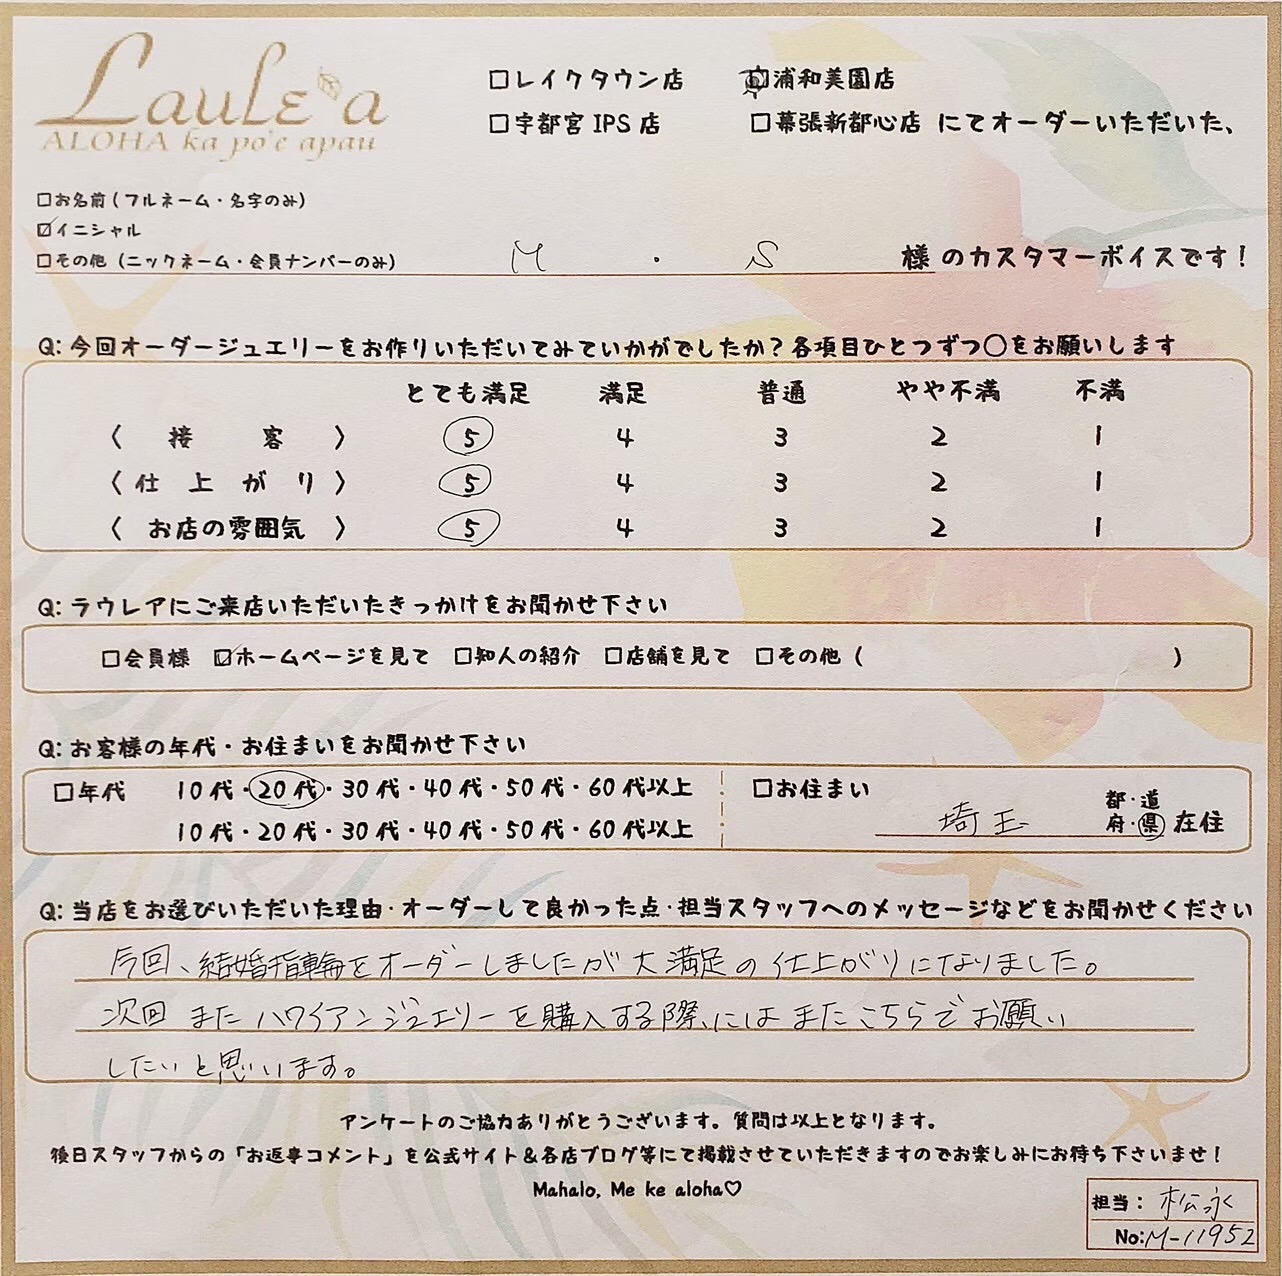 Laule'a
ALOHA ka po'e apau
□レイクタウン店 ☑浦和美園店
□宇都宮 IPS 店 □幕張新都心店 にてオーダーいただいた、
□お名前(フルネーム・名字のみ)
☑イニシャル
□その他(ニックネーム・会員ナンバーのみ) M ・ S 様のカスタマーボイスです!
Q:今回オーダージュエリーをお作りいただいてみていかがでしたか?各項目ひとつずつ〇をお願いします
とても満足 満足 普通 やや不満 不満
〈 接 客 〉 5 4 3 2 1
〈 仕 上 が り 〉 5 4 3 2 1
〈 お店の雰囲気 〉 5 4 3 2 1
Q:ラウレアにご来店いただいたきっかけをお聞かせ下さい
□会員様 ☑ホームページを見て □知人の紹介 □店舗を見て □その他( )
Q:お客様の年代・お住まいをお聞かせ下さい
□年代 10代・20代・30代・40代・50代・60代以上 □お住まい
10代・20代・30代・40代・50代・60代以上 埼玉 都・道 府・県 在住
Q:当店をお選びいただいた理由・オーダーして良かった点・担当スタッフへのメッセージなどをお聞かせください
今回、結婚指輪をオーダーしましたが大満足の仕上がりになりました。
次回またハワイアンジュエリーを購入する際にはまたこちらでお願い
したいと思います。
アンケートのご協力ありがとうございます。質問は以上となります。
後日スタッフからの「お返事コメント」を公式サイト&各店ブログ等にて掲載させていただきますのでお楽しみにお待ち下さいませ!
Mahalo, Me ke aloha♡
担当: 松永
No:M-11952